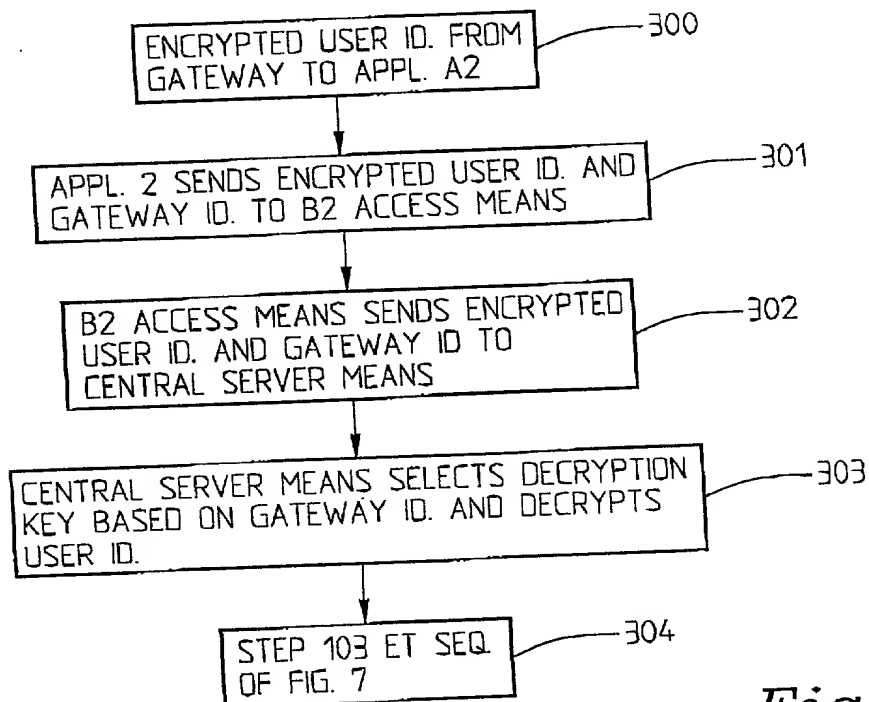 ENCRYPTED USER ID. FROM
GATEWAY TO APPL. A2
300
APPL. 2 SENDS ENCRYPTED USER ID. AND
GATEWAY ID. TO B2 ACCESS MEANS
301
B2 ACCESS MEANS SENDS ENCRYPTED
USER ID. AND GATEWAY ID TO
CENTRAL SERVER MEANS
302
CENTRAL SERVER MEANS SELECTS DECRYPTION
KEY BASED ON GATEWAY ID. AND DECRYPTS
USER ID.
303
STEP 103 ET SEQ.
OF FIG. 7
304